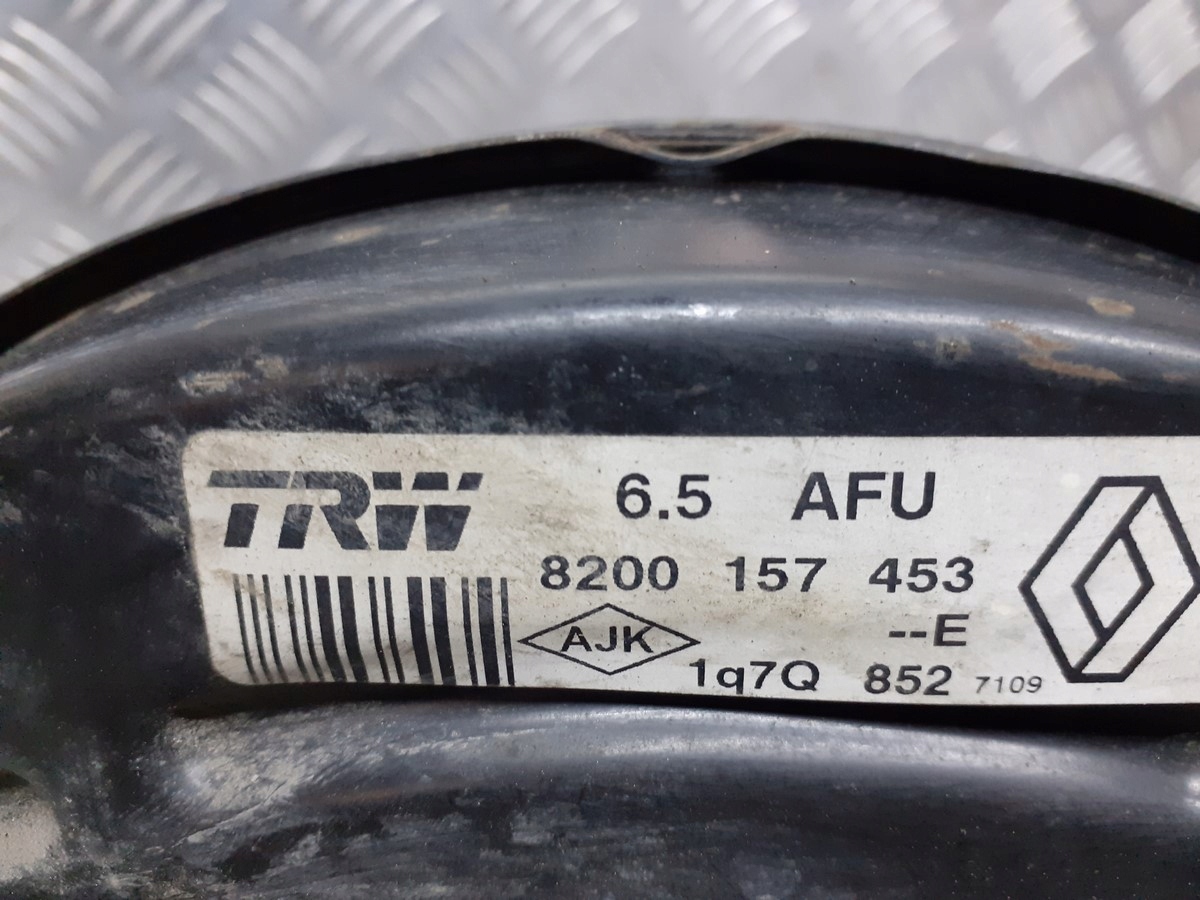 TRW 6.5 AFU
8200 157 453
AJK --E
1q7Q 852 7109